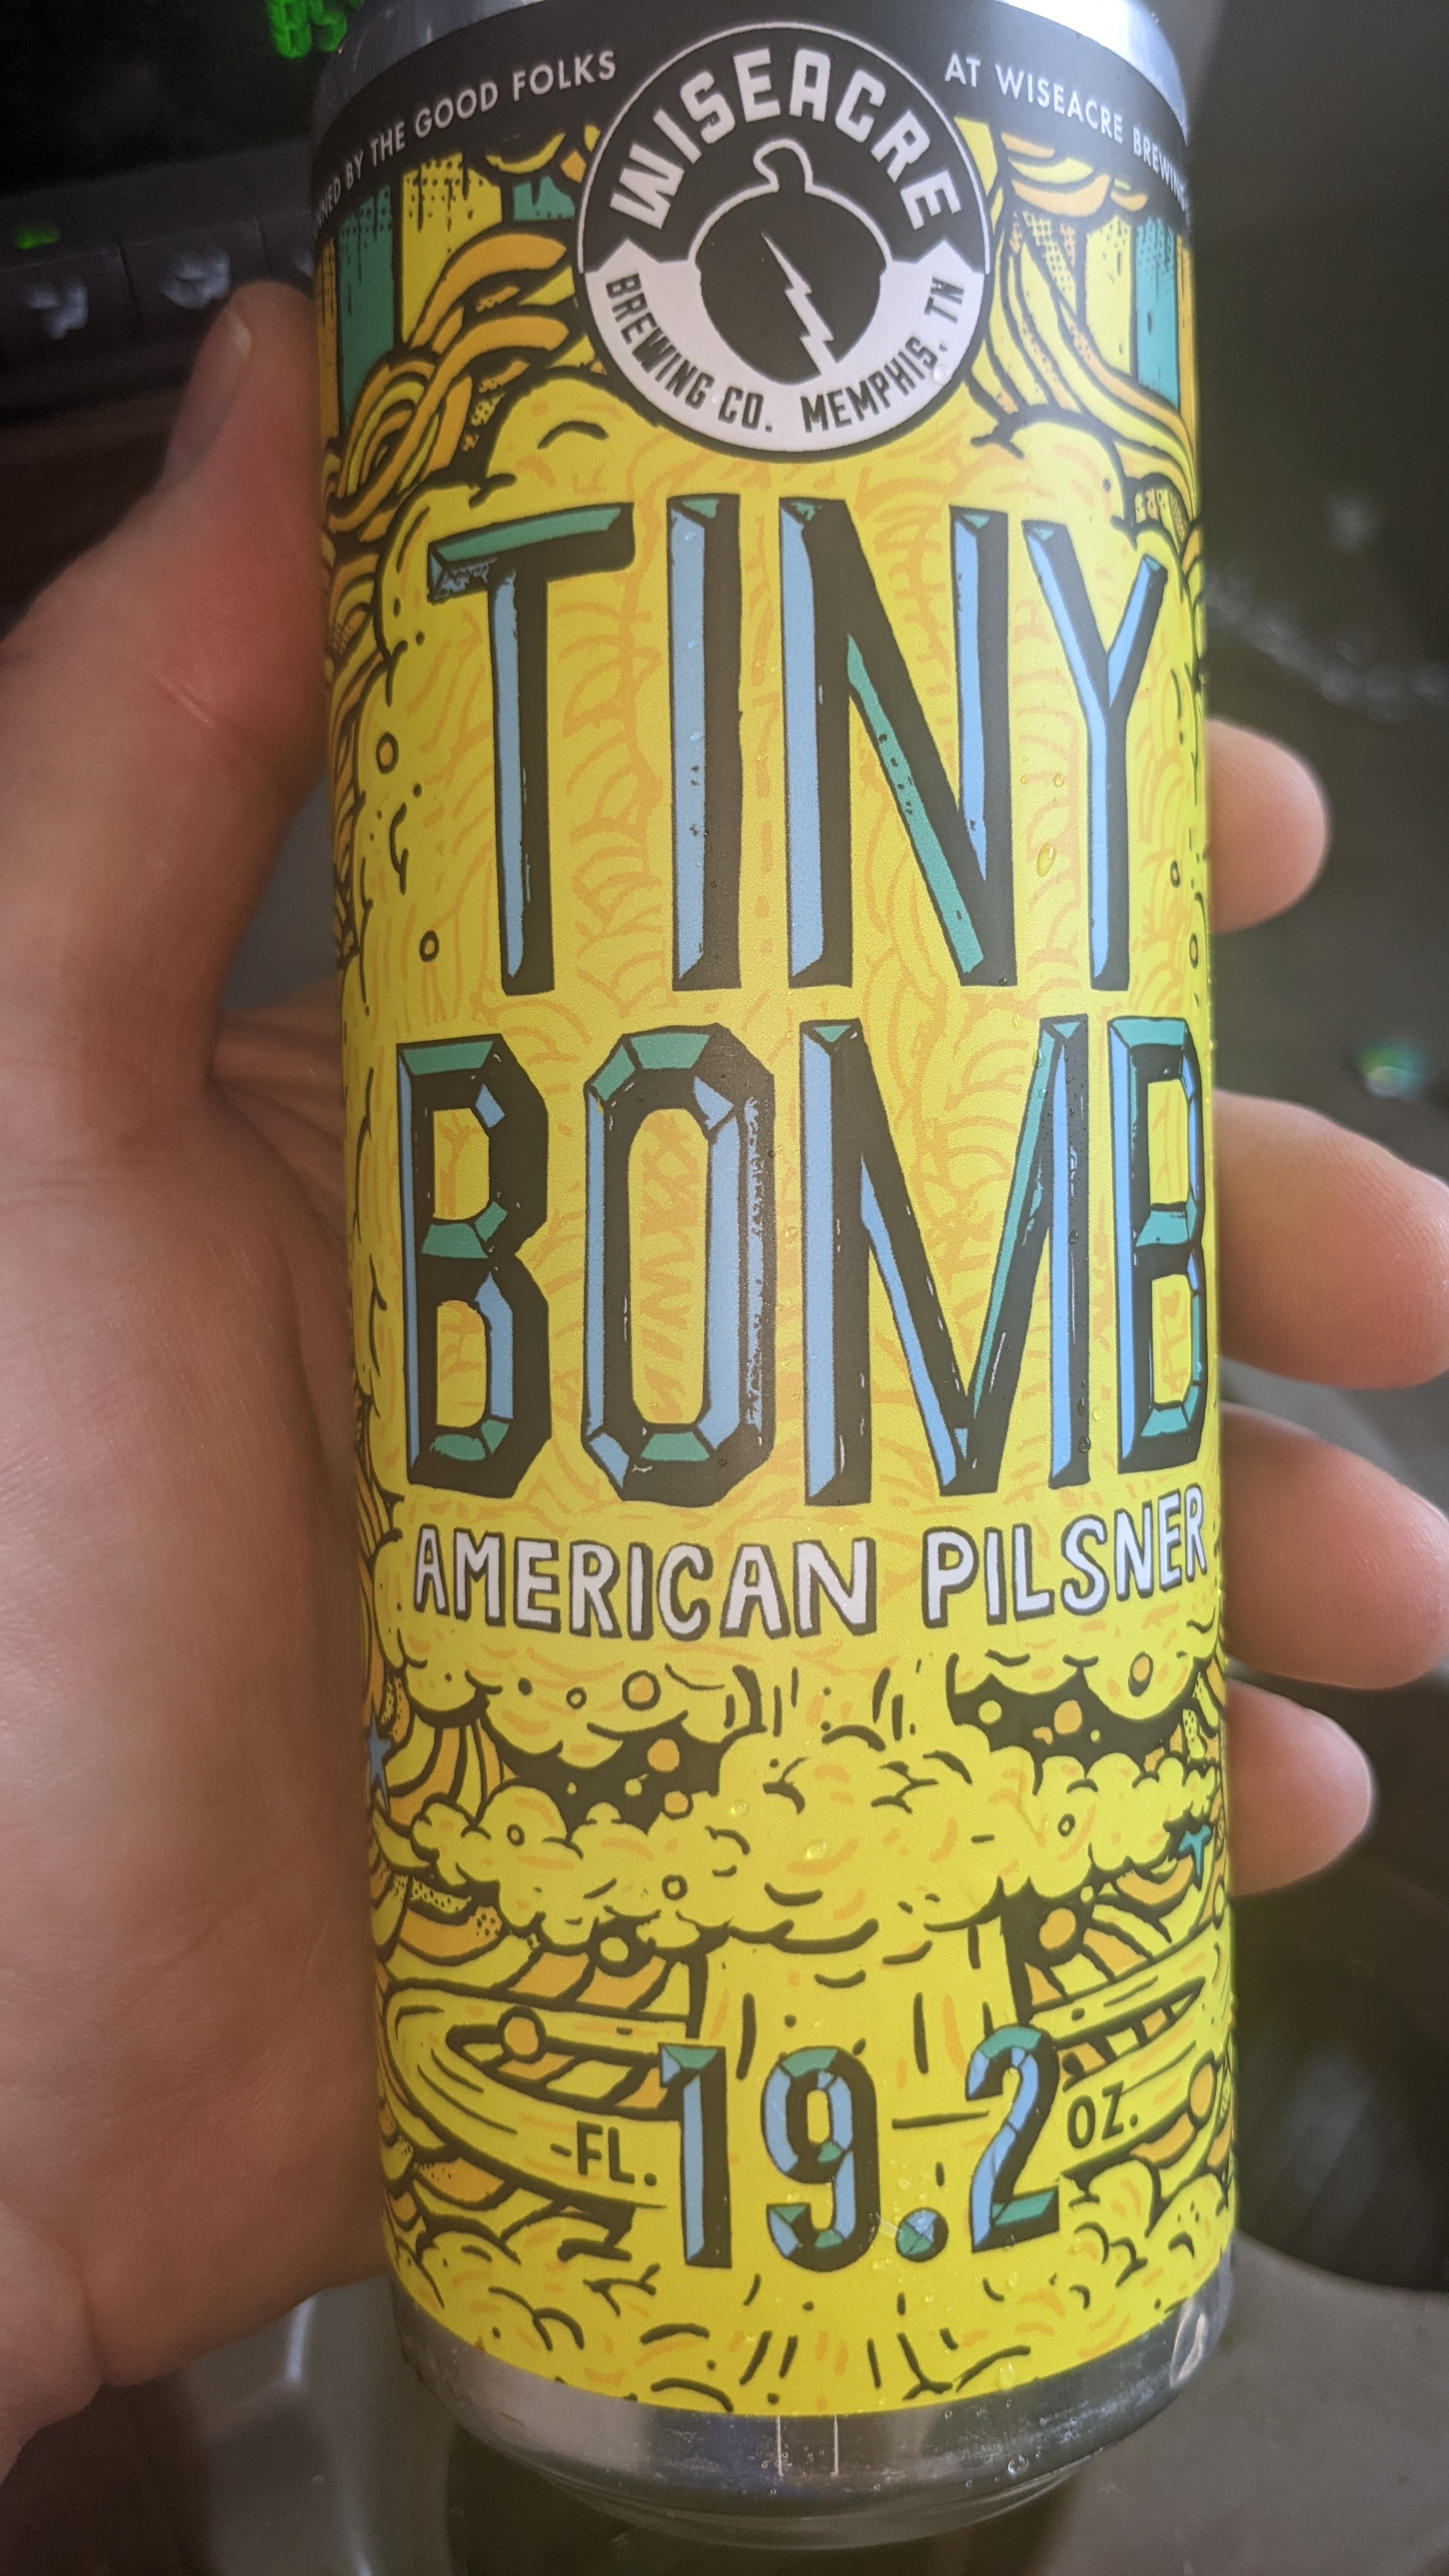 BY THE GOOD FOLKS AT WISEACRE
WISEACRE
BREWING CO. MEMPHIS, TN
TINY
BOMB
AMERICAN PILSNER
-FL. 19.2 OZ.